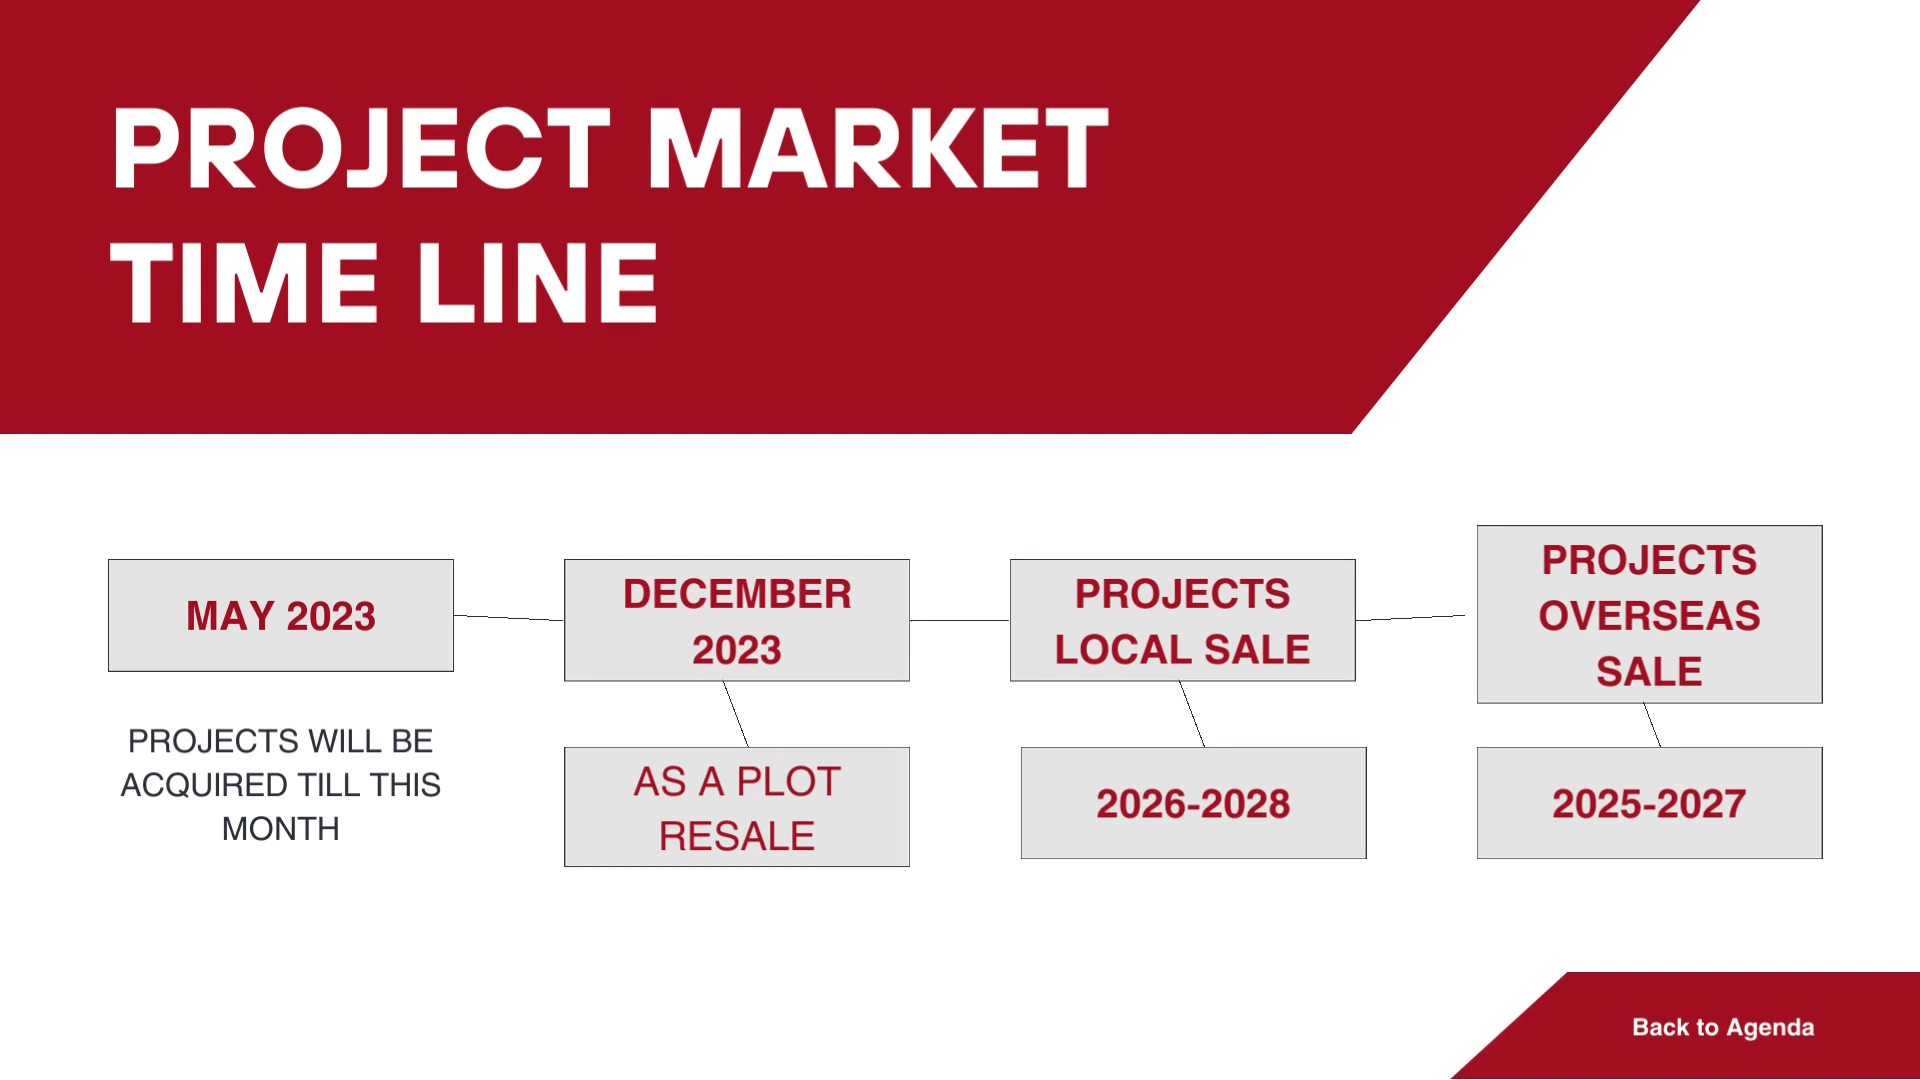 PROJECT MARKET
TIME LINE
MAY 2023
PROJECTS WILL BE
ACQUIRED TILL THIS
MONTH
DECEMBER
2023
AS A PLOT
RESALE
PROJECTS
LOCAL SALE
2026-2028
PROJECTS
OVERSEAS
SALE
2025-2027
Back to Agenda